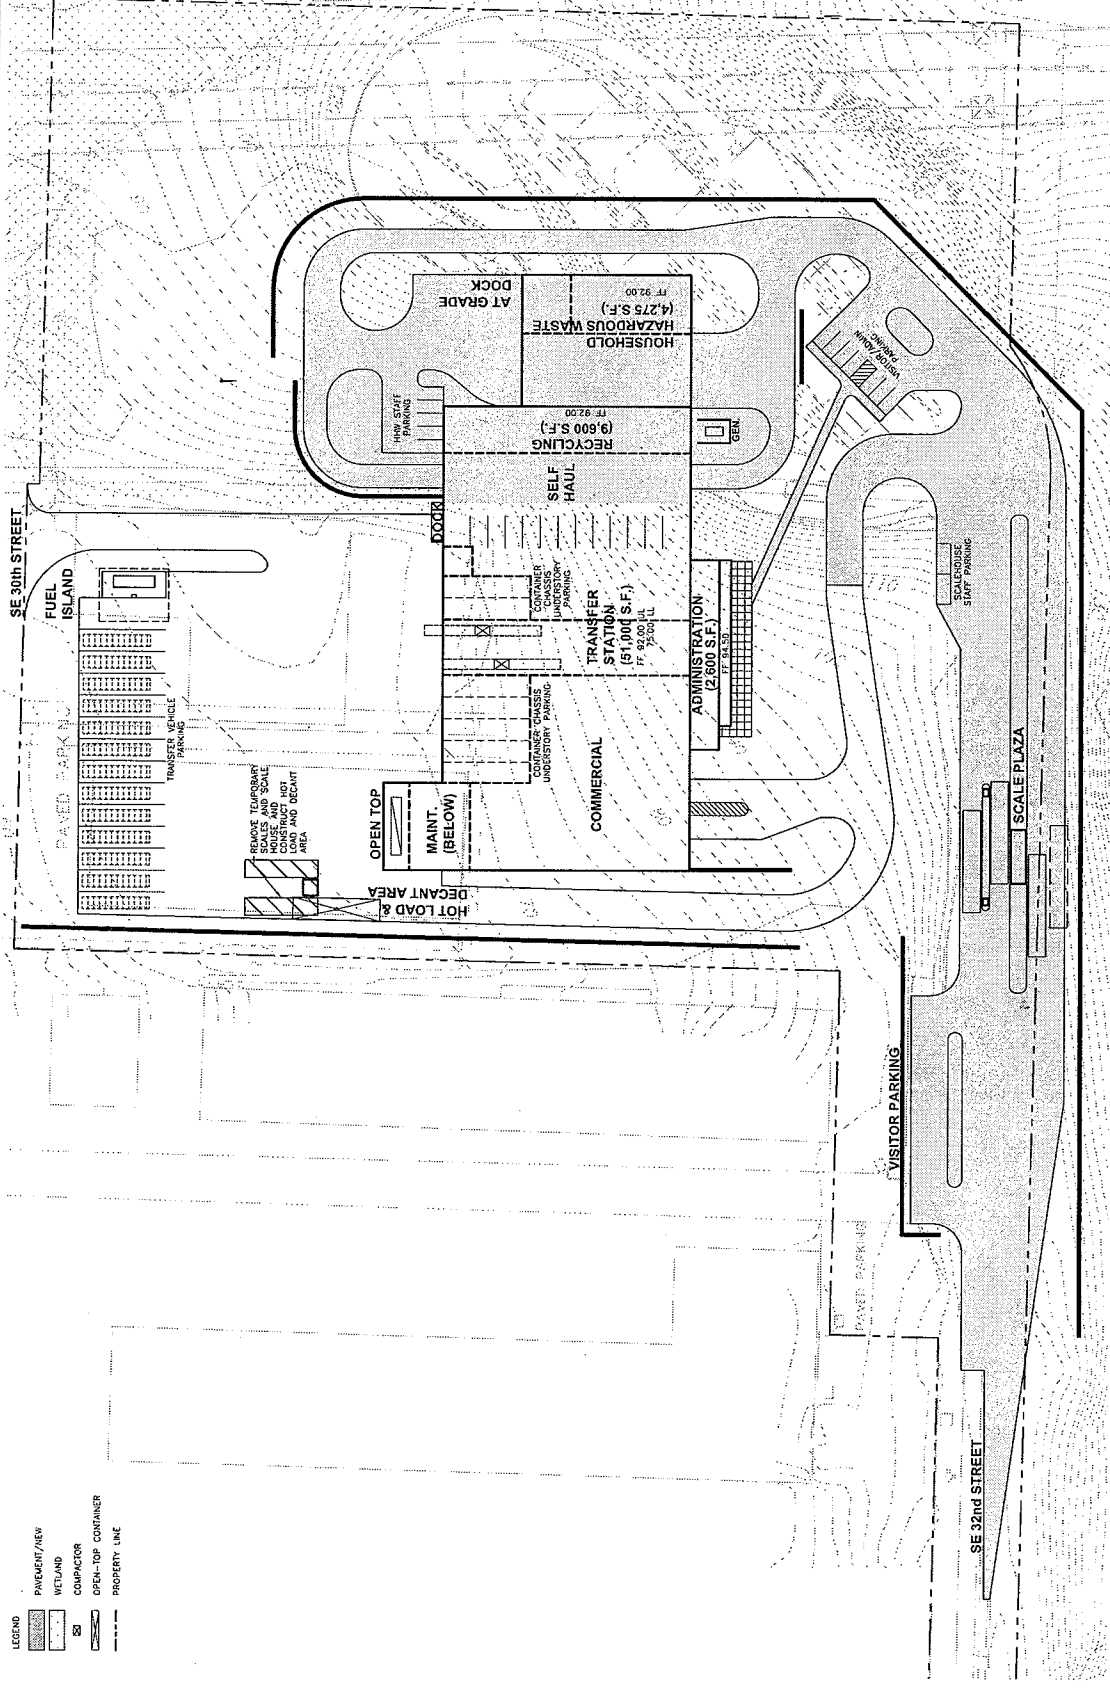 LEGEND
PAVEMENT/NEW
WETLAND
COMPACTOR
OPEN-TOP CONTAINER
PROPERTY LINE
SE 30th STREET
FUEL
ISLAND
PAVED PARKING
TRANSFER VEHICLE
PARKING
REMOVE TEMPORARY
SCALES AND SCALE
HOUSE AND
CONSTRUCT HOT
LOAD AND DECANT
AREA
HOT LOAD &
DECANT AREA
OPEN TOP
MAINT.
(BELOW)
DOCK
CONTAINER CHASSIS
UNDERSTORY PARKING
CONTAINER
CHASSIS
UNDERSTORY
PARKING
COMMERCIAL
TRANSFER
STATION
(51,000 S.F.)
FF 92.00 UL
75.00 LL
SELF
HAUL
RECYCLING
(9,600 S.F.)
FF 92.00
HHW STAFF
PARKING
AT GRADE
DOCK
HOUSEHOLD
HAZARDOUS WASTE
(4,275 S.F.)
FF 92.00
GEN.
ADMINISTRATION
(2,600 S.F.)
FF 94.50
VISITOR/ADMIN
PARKING
SCALEHOUSE
STAFF PARKING
SCALE PLAZA
VISITOR PARKING
PAVED PARKING
SE 32nd STREET